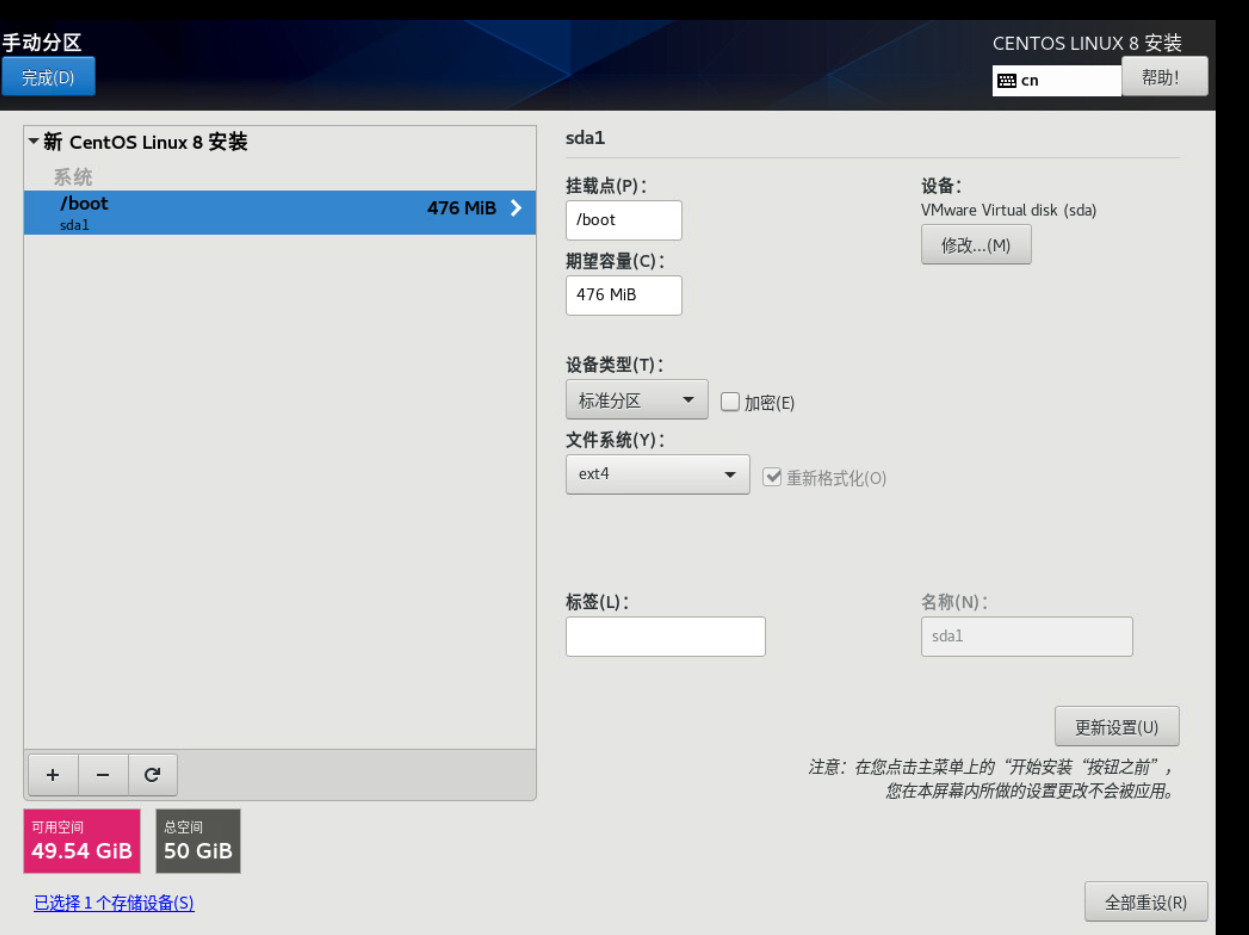 手动分区
CENTOS LINUX 8 安装
完成(D)
cn
帮助!
新 CentOS Linux 8 安装
系统
/boot
476 MiB
sda1
sda1
挂载点(P):
/boot
设备:
VMware Virtual disk (sda)
修改...(M)
期望容量(C):
476 MiB
设备类型(T):
标准分区
加密(E)
文件系统(Y):
ext4
重新格式化(O)
标签(L):
名称(N):
sda1
更新设置(U)
注意：在您点击主菜单上的“开始安装“按钮之前”，
您在本屏幕内所做的设置更改不会被应用。
可用空间
49.54 GiB
总空间
50 GiB
已选择 1 个存储设备(S)
全部重设(R)